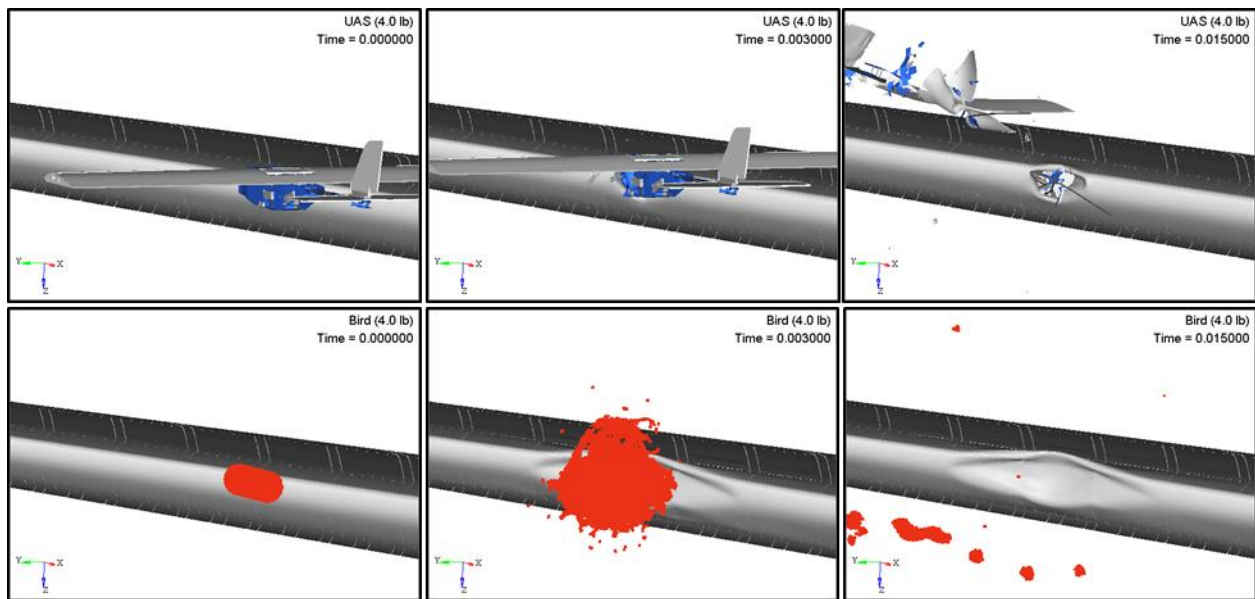 UAS (4.0 lb)
Time = 0.000000
Y
X
Z
UAS (4.0 lb)
Time = 0.003000
Y
X
Z
UAS (4.0 lb)
Time = 0.015000
Y
X
Z
Bird (4.0 lb)
Time = 0.000000
Y
X
Z
Bird (4.0 lb)
Time = 0.003000
Y
X
Z
Bird (4.0 lb)
Time = 0.015000
Y
X
Z